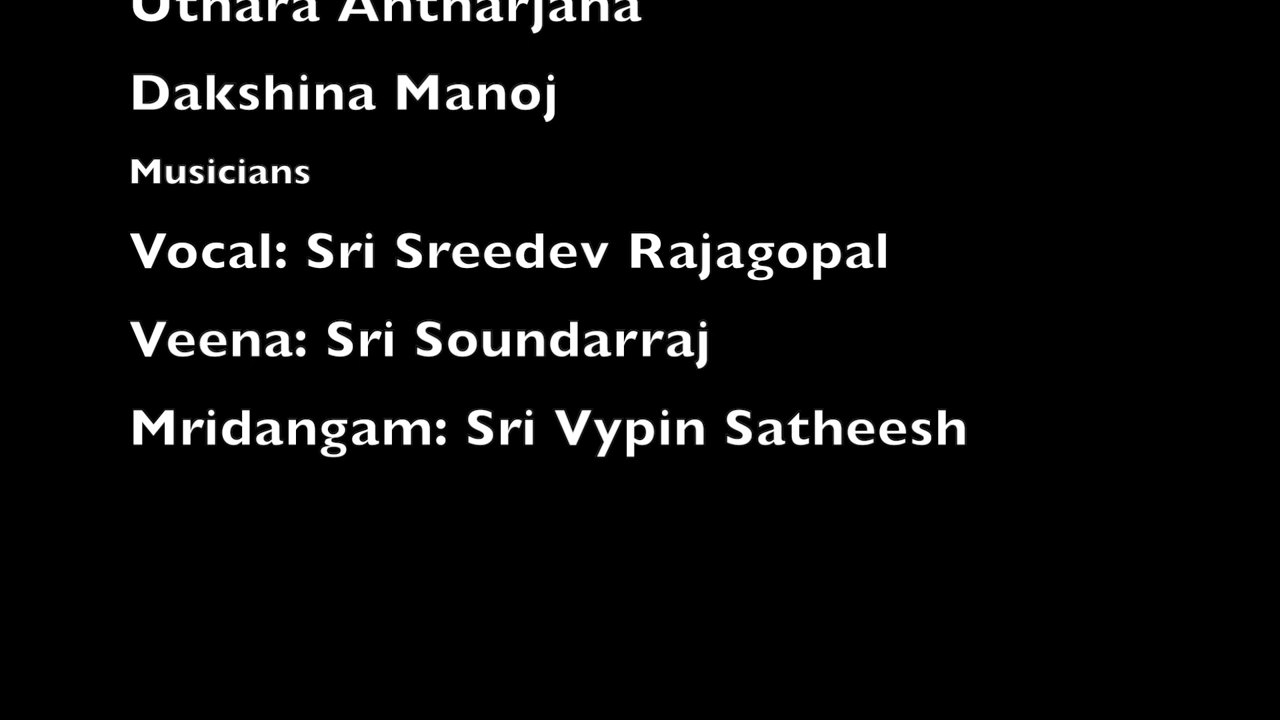 Uthara Antharjana
Dakshina Manoj
Musicians
Vocal: Sri Sreedev Rajagopal
Veena: Sri Soundarraj
Mridangam: Sri Vypin Satheesh